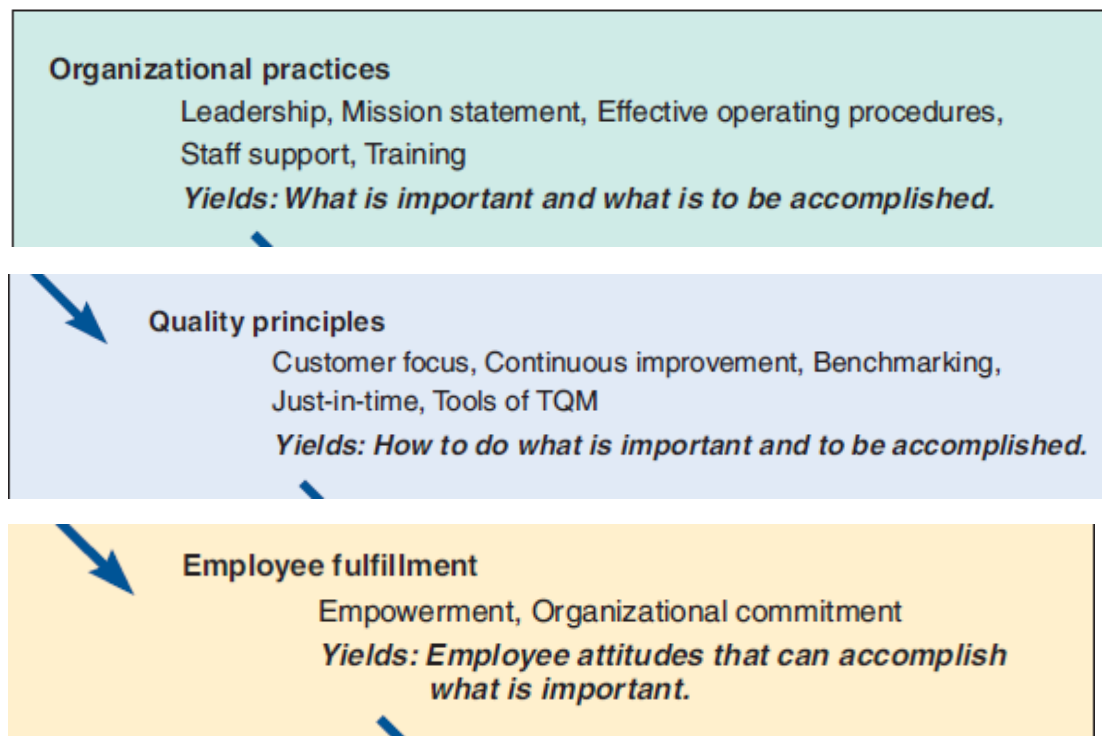 Organizational practices
Leadership, Mission statement, Effective operating procedures,
Staff support, Training
Yields: What is important and what is to be accomplished.
Quality principles
Customer focus, Continuous improvement, Benchmarking,
Just-in-time, Tools of TQM
Yields: How to do what is important and to be accomplished.
Employee fulfillment
Empowerment, Organizational commitment
Yields: Employee attitudes that can accomplish
what is important.